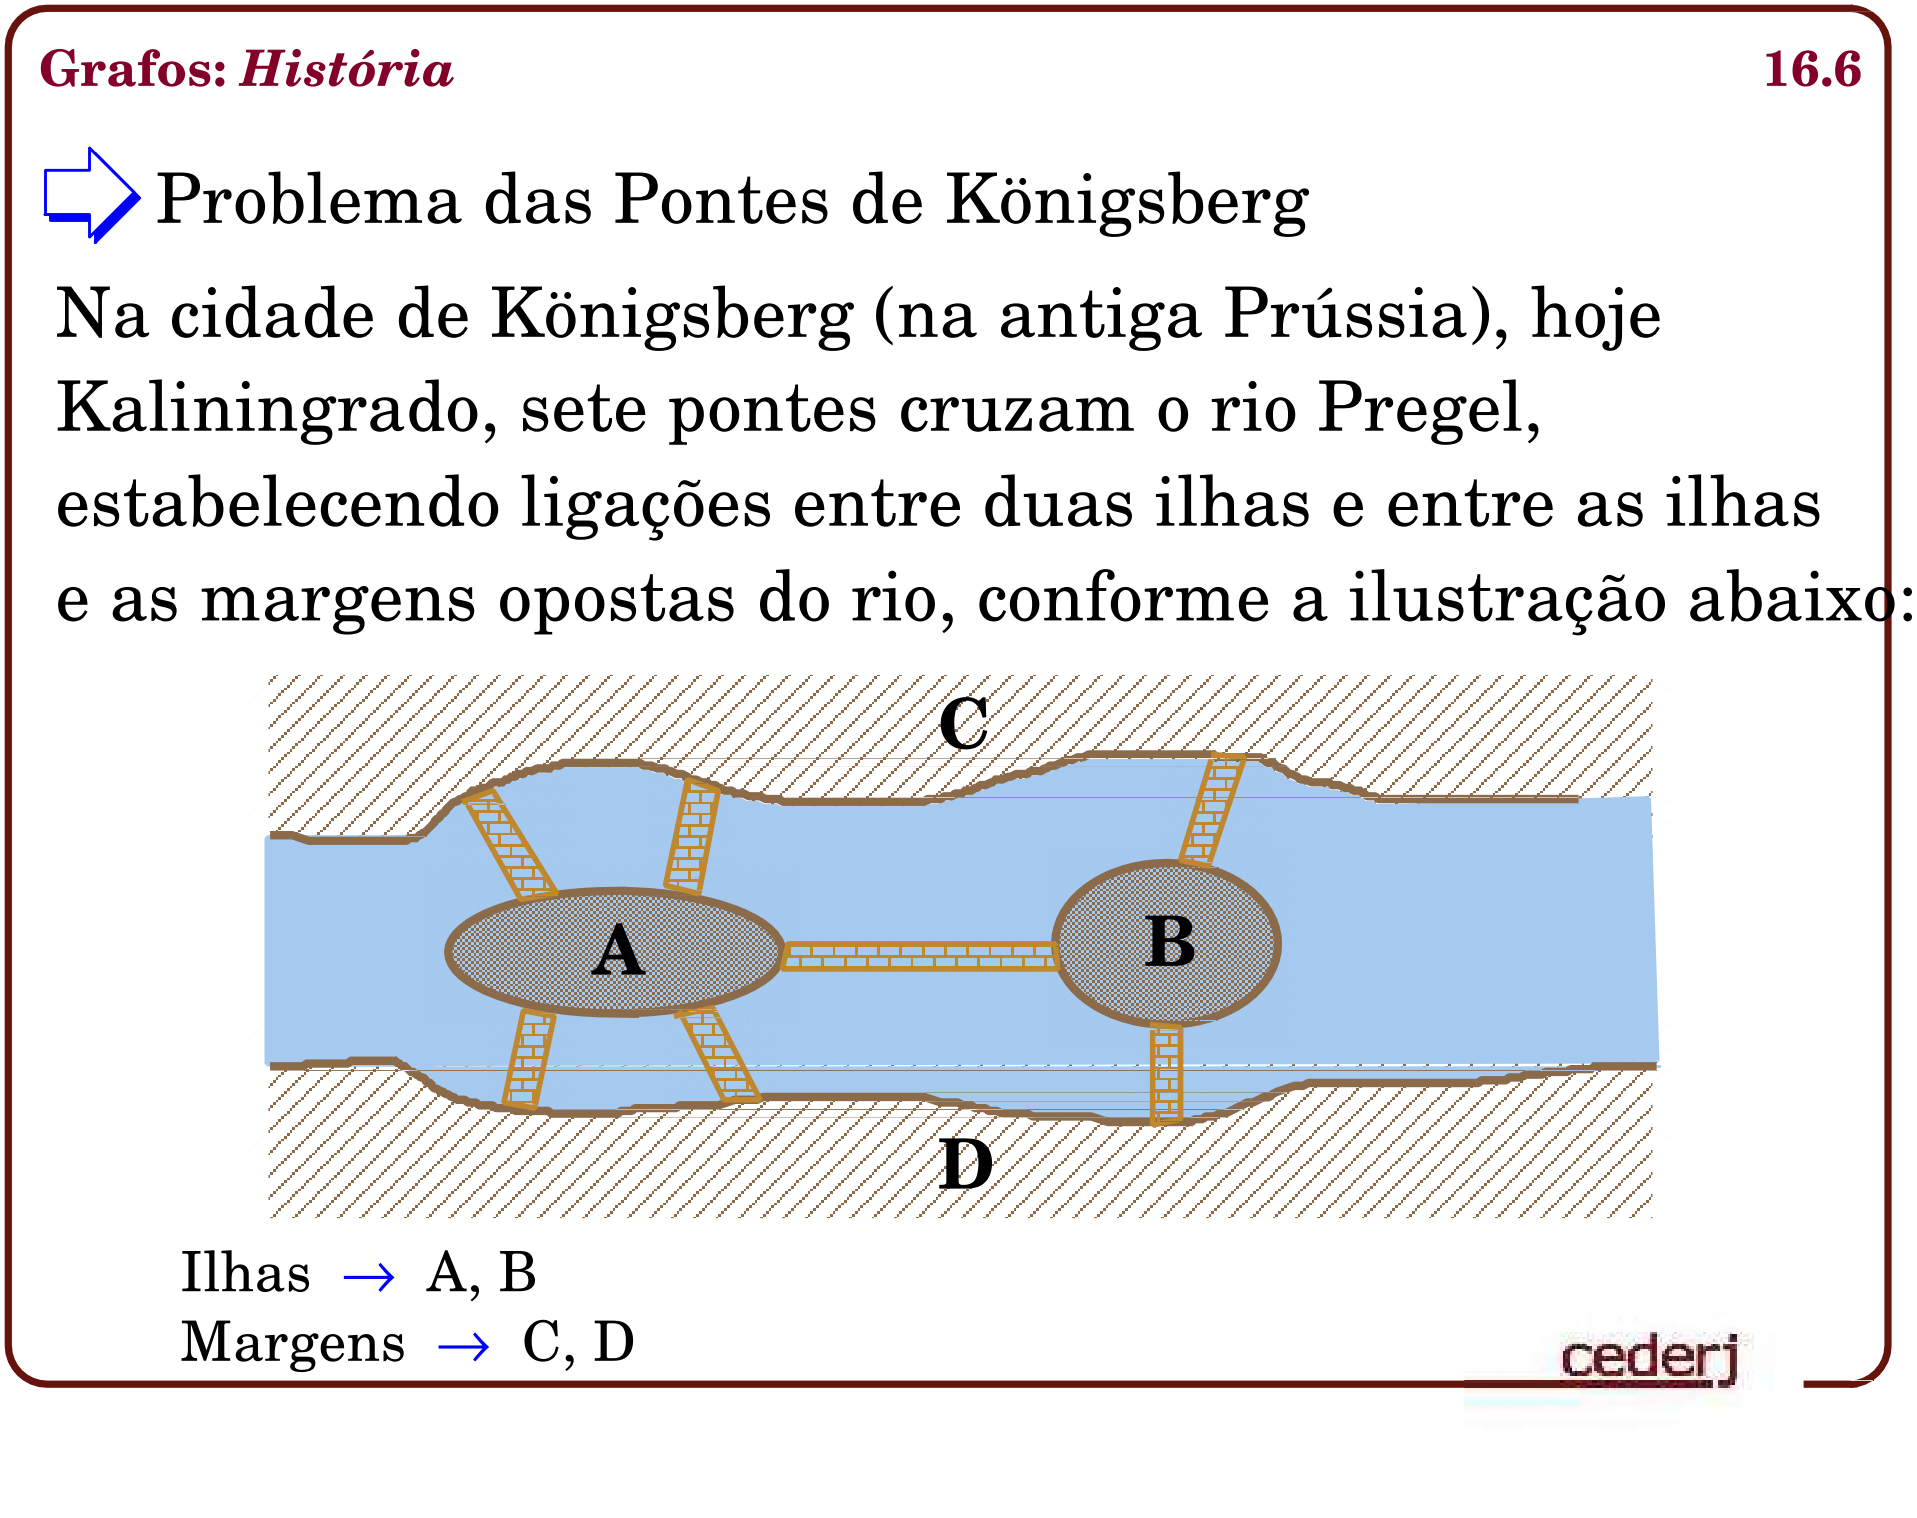 Grafos: História 16.6
Problema das Pontes de Königsberg
Na cidade de Königsberg (na antiga Prússia), hoje
Kaliningrado, sete pontes cruzam o rio Pregel,
estabelecendo ligações entre duas ilhas e entre as ilhas
e as margens opostas do rio, conforme a ilustração abaixo:
C
A
B
D
Ilhas → A, B
Margens → C, D
cederj